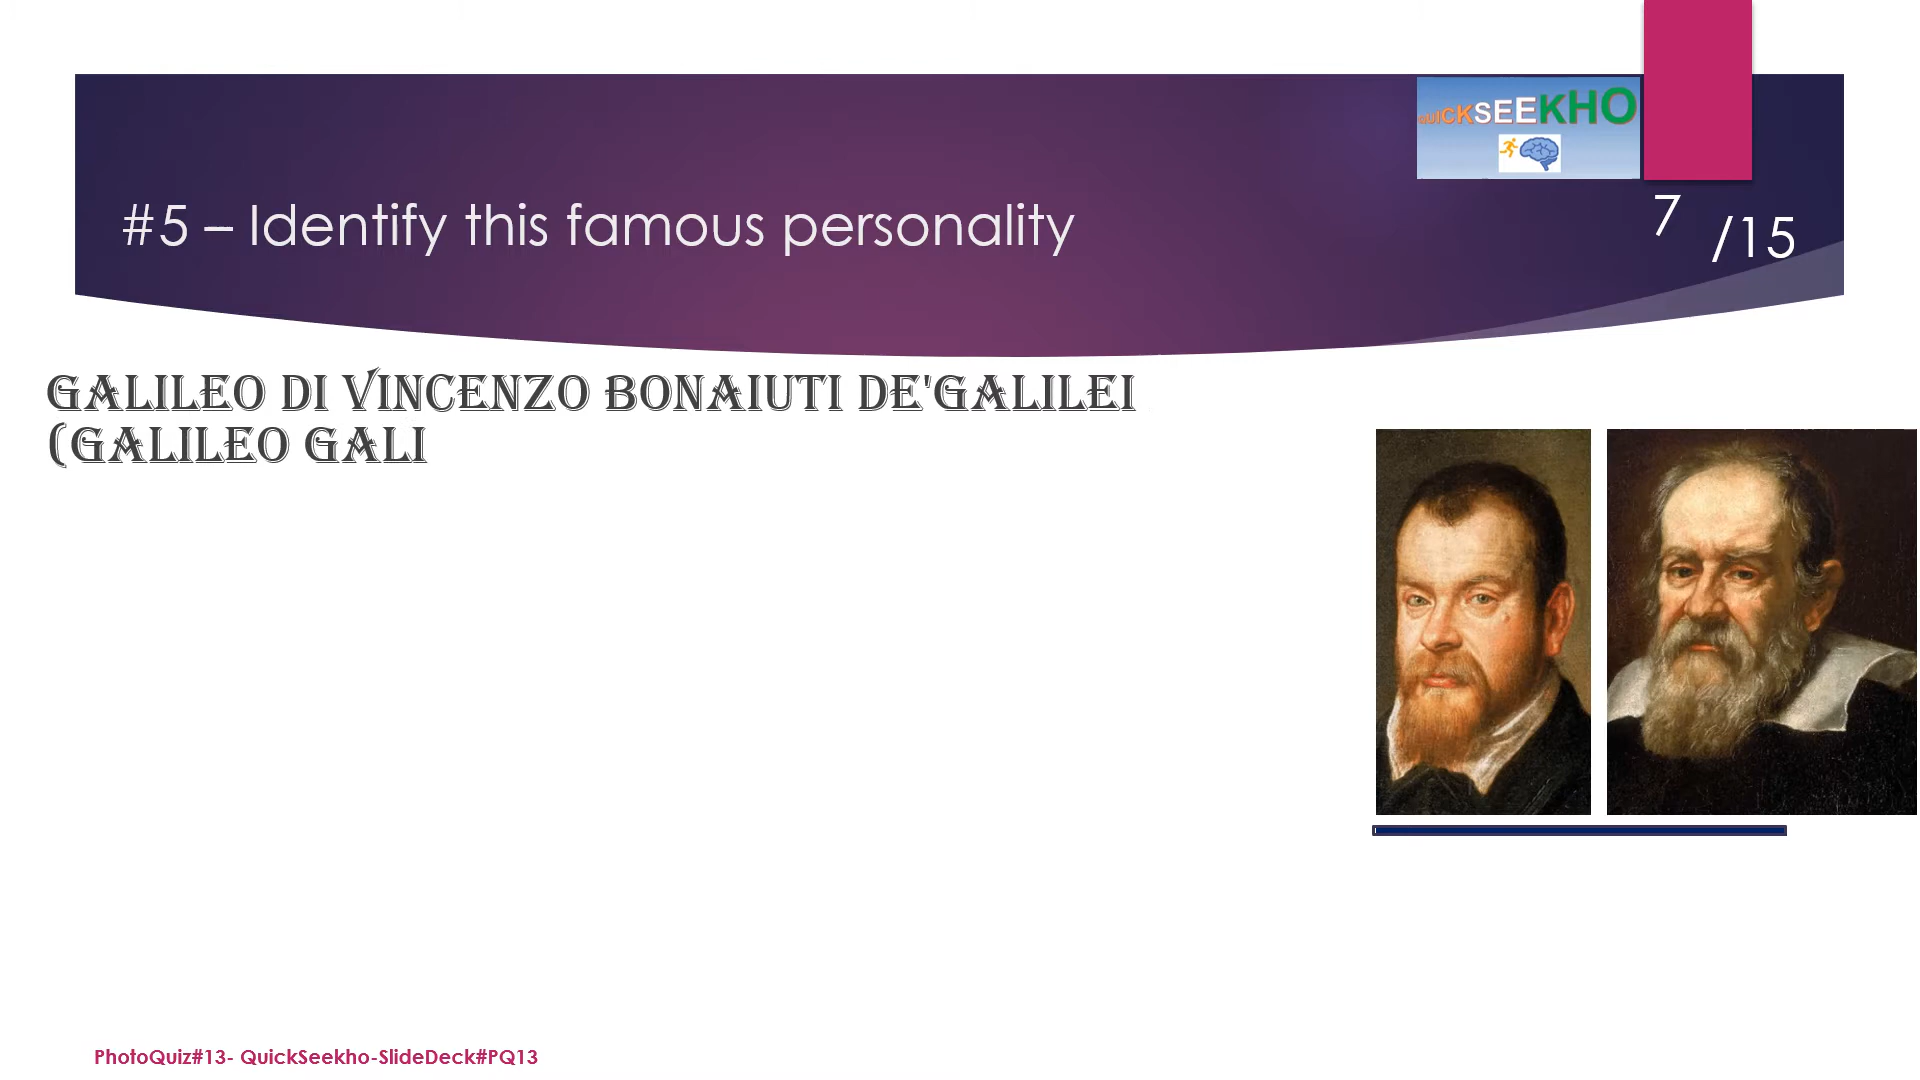 QUICKSEEKHO
#5 – Identify this famous personality
7 /15
GALILEO DI VINCENZO BONAIUTI DE'GALILEI
(GALILEO GALI
PhotoQuiz#13- QuickSeekho-SlideDeck#PQ13